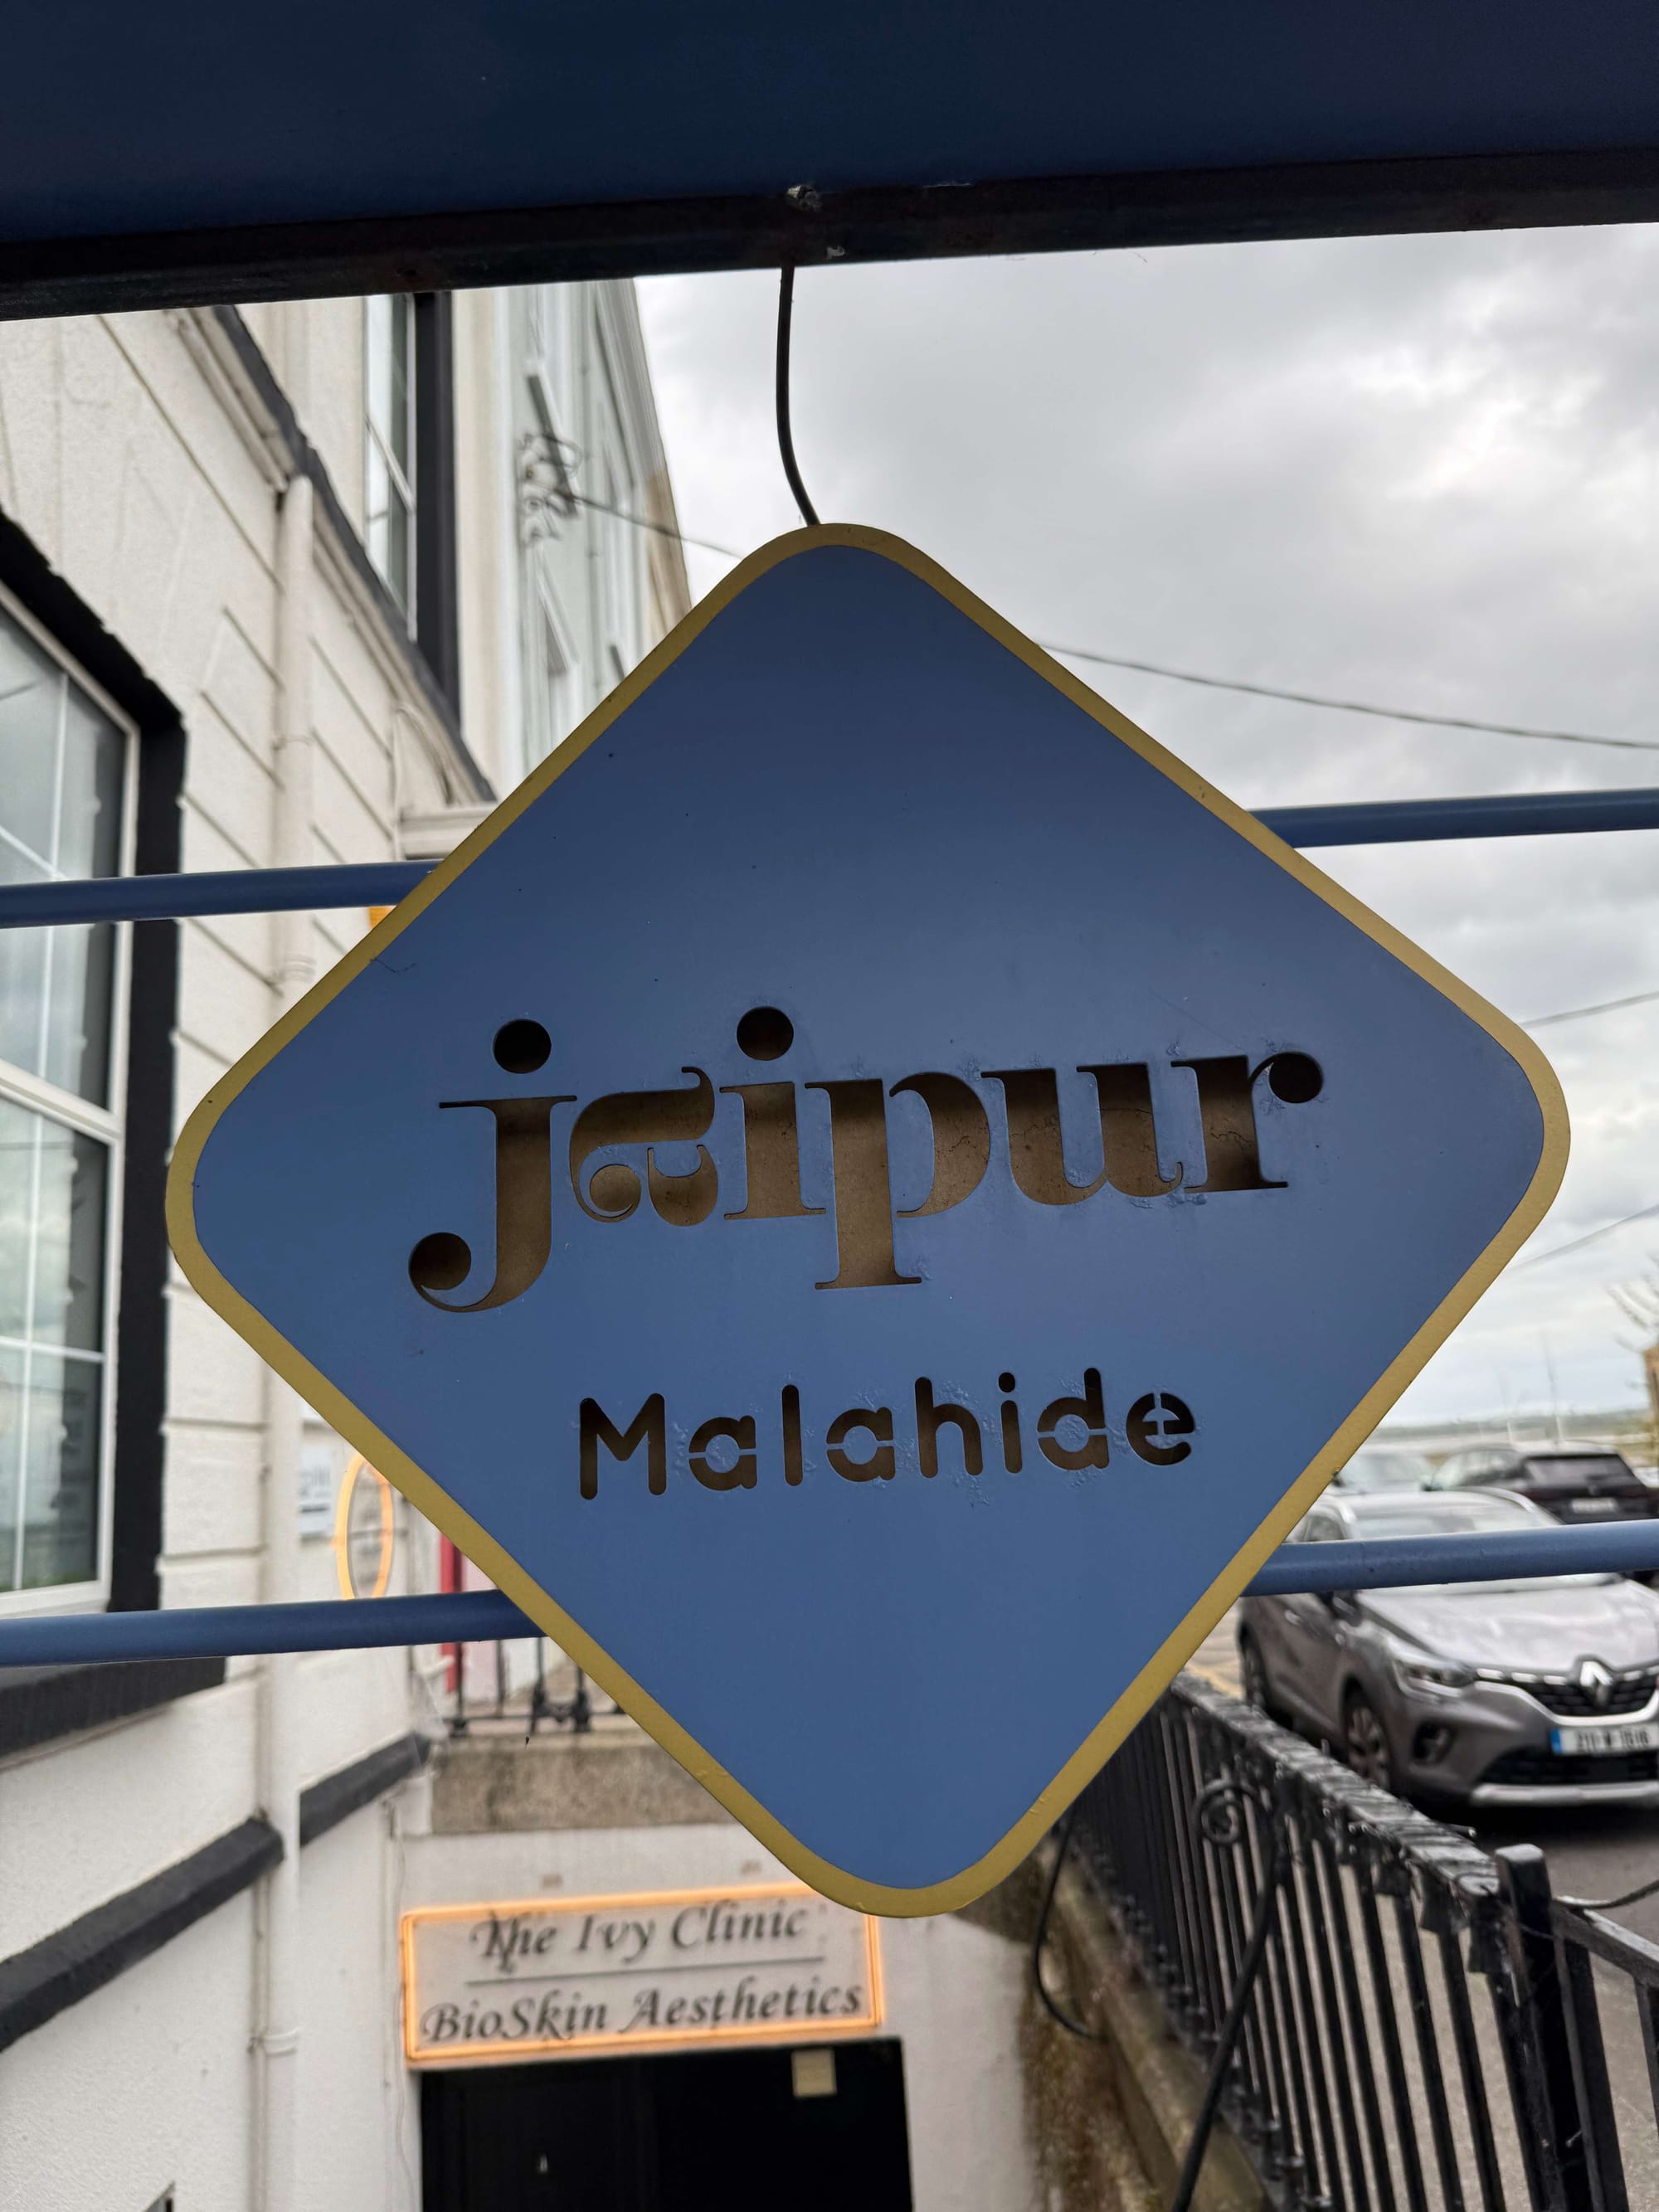 jaipur
Malahide
The Ivy Clinic
BioSkin Aesthetics